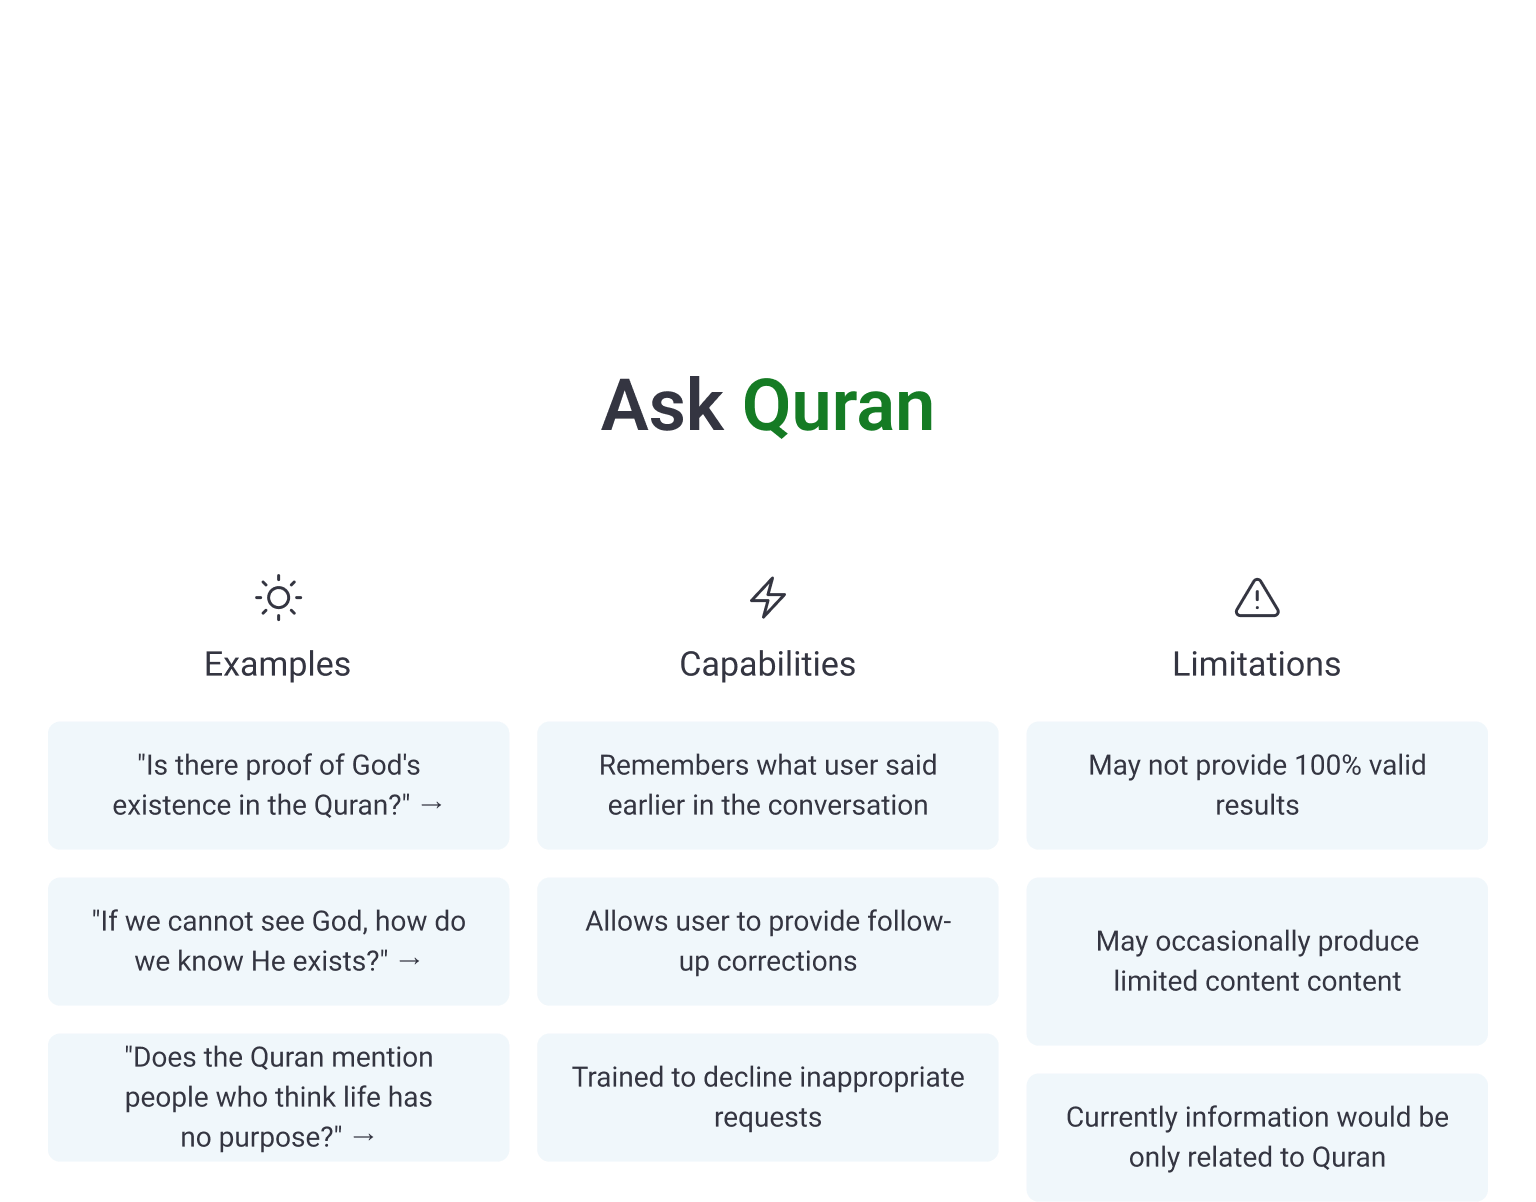 Ask Quran
Examples
"Is there proof of God's
existence in the Quran?" →
"If we cannot see God, how do
we know He exists?" →
"Does the Quran mention
people who think life has
no purpose?" →
Capabilities
Remembers what user said
earlier in the conversation
Allows user to provide follow-
up corrections
Trained to decline inappropriate
requests
Limitations
May not provide 100% valid
results
May occasionally produce
limited content content
Currently information would be
only related to Quran